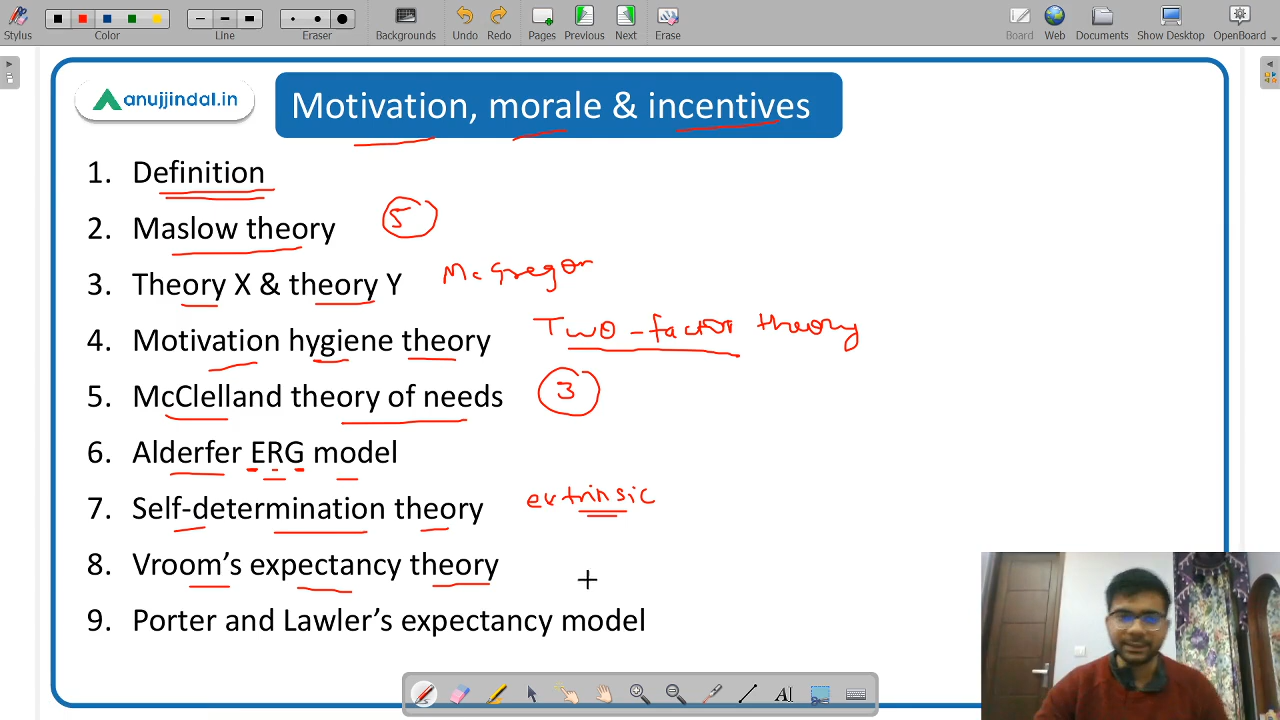 Stylus
Color
Line
Eraser
Backgrounds
Undo
Redo
Pages
Previous
Next
Erase
Board
Web
Documents
Show Desktop
OpenBoard
anujjindal.in
Motivation, morale & incentives
1. Definition
2. Maslow theory 5
3. Theory X & theory Y McGregor
4. Motivation hygiene theory Two-factor theory
5. McClelland theory of needs 3
6. Alderfer ERG model
7. Self-determination theory extrinsic
8. Vroom's expectancy theory
9. Porter and Lawler's expectancy model